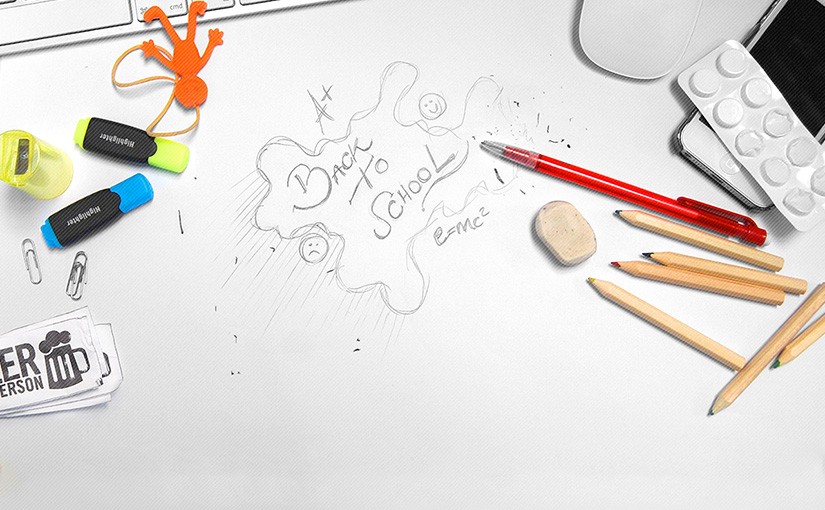 A+
BACK
TO
SCHOOL
e=mc²
Highlighter
Highlighter
ER
ERSON